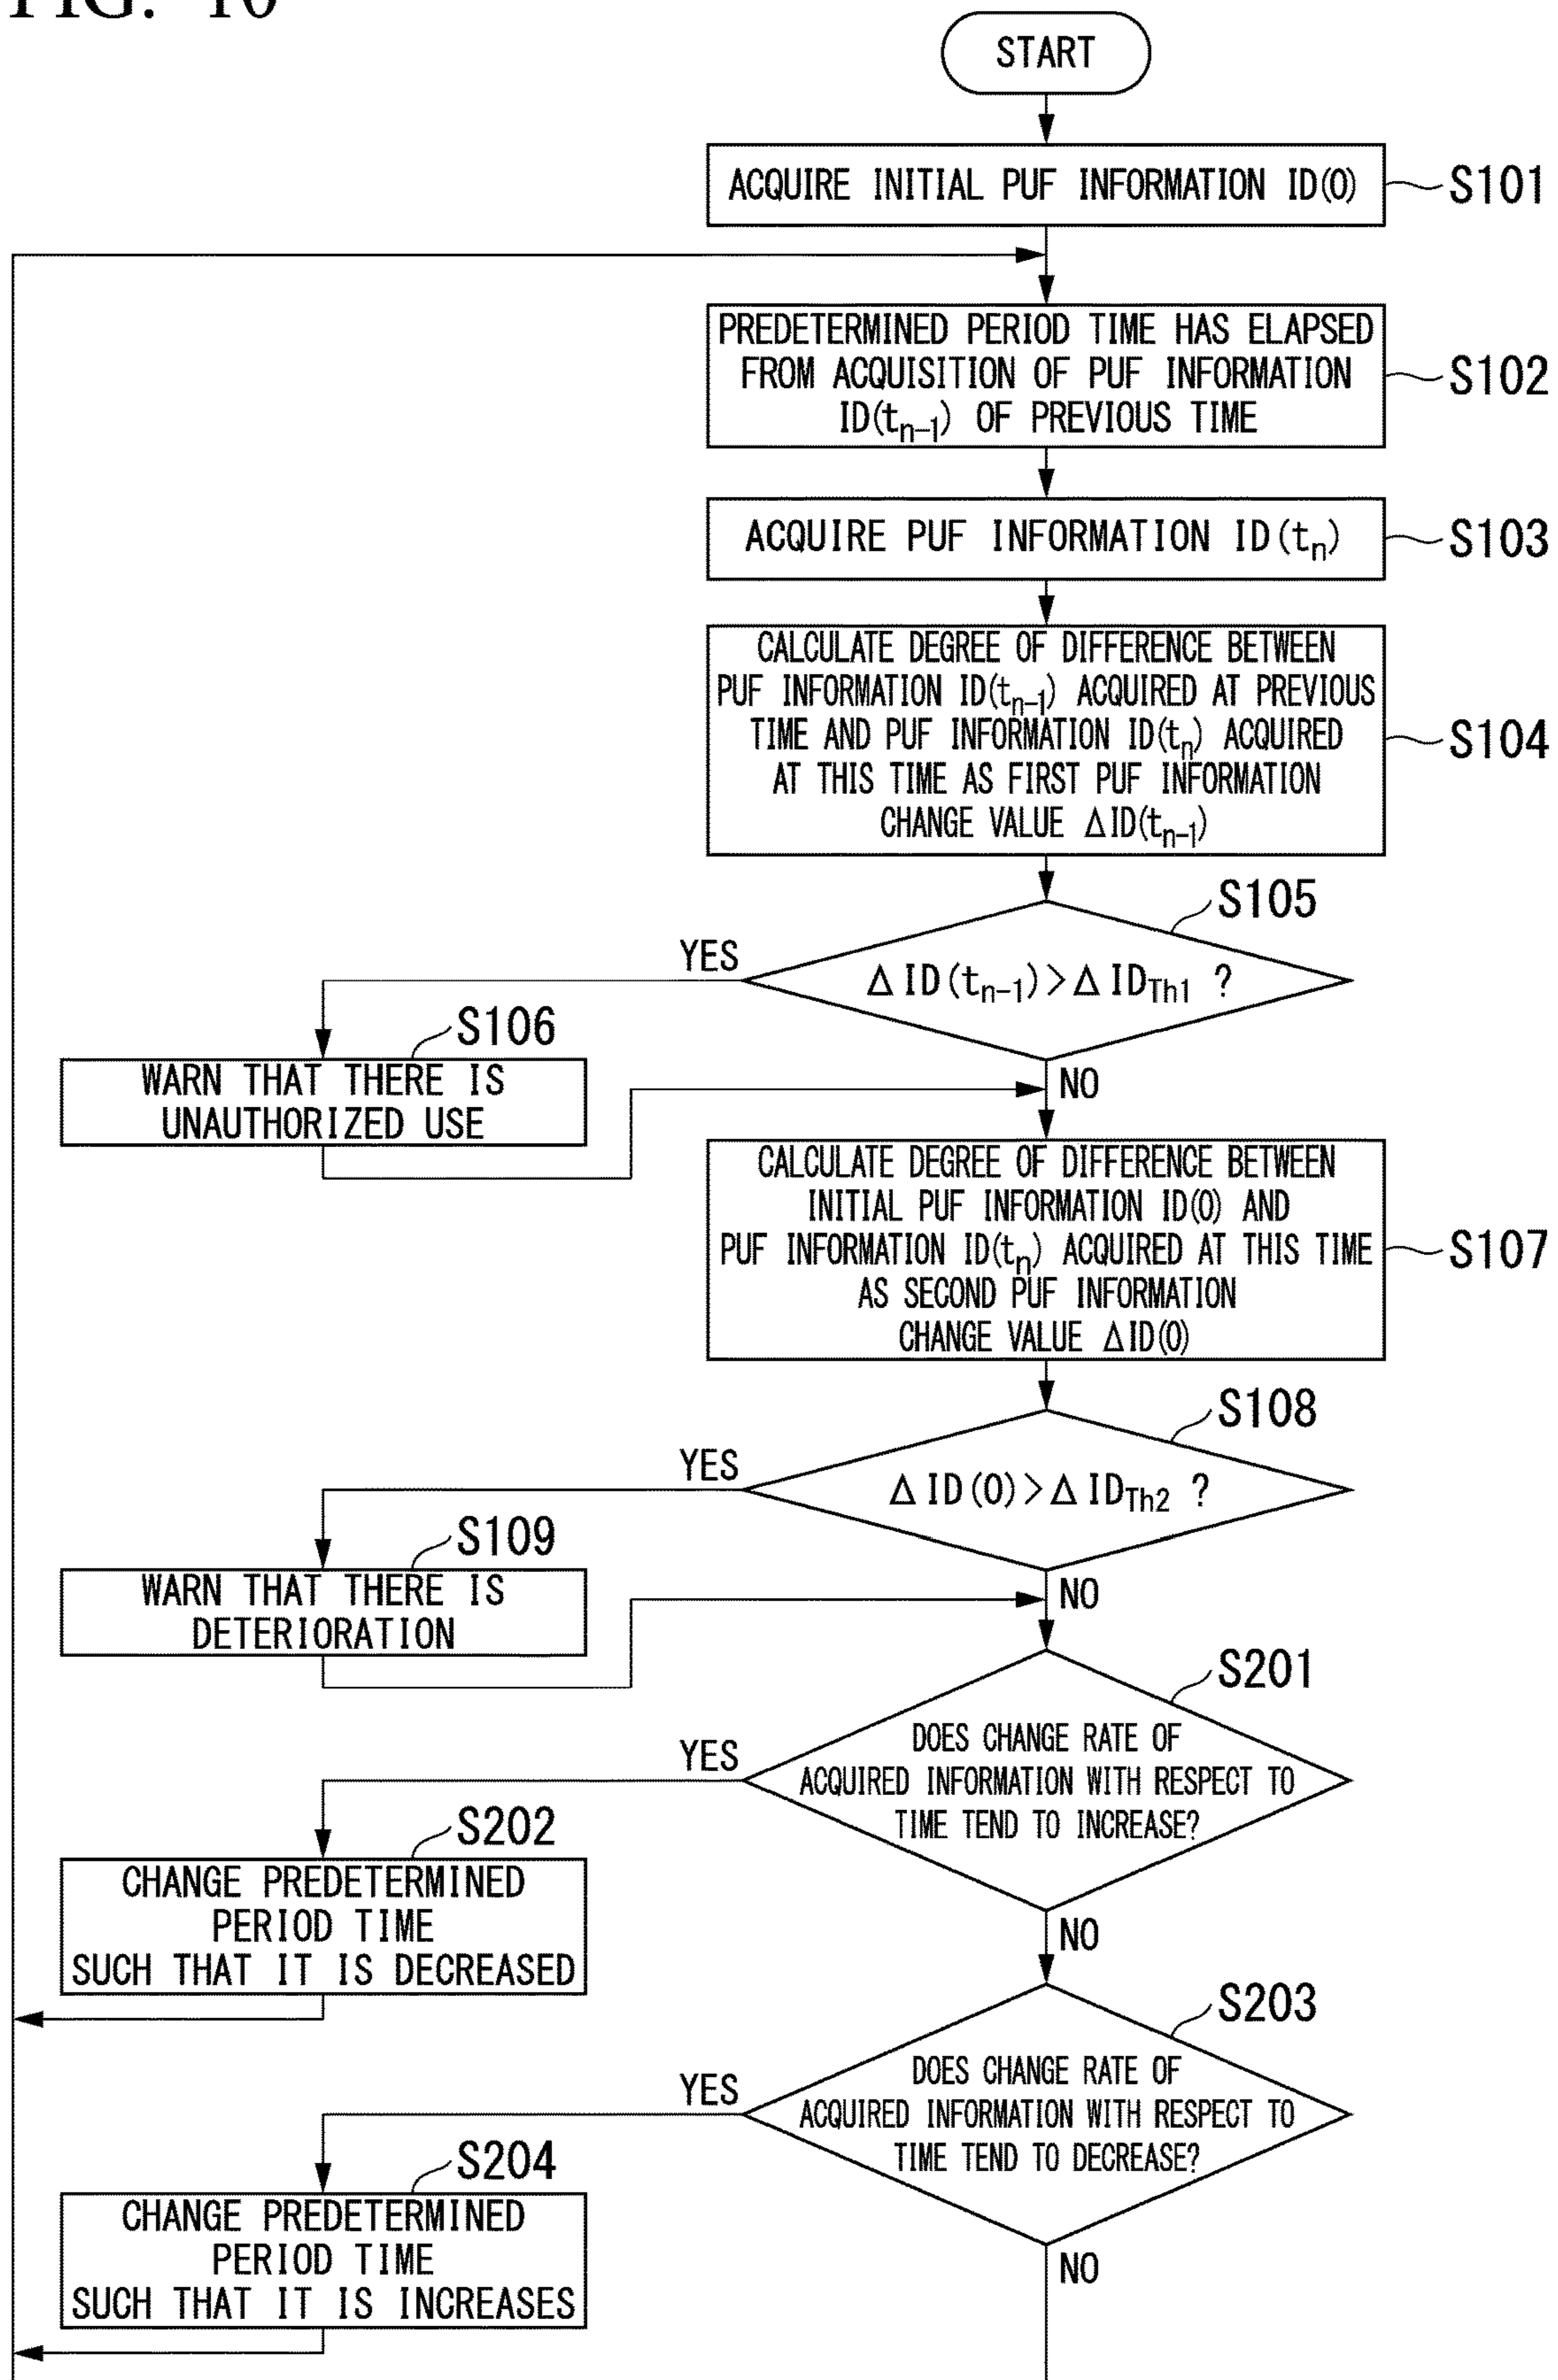 FIG. 10
START
ACQUIRE INITIAL PUF INFORMATION ID(0)
S101
PREDETERMINED PERIOD TIME HAS ELAPSED
FROM ACQUISITION OF PUF INFORMATION
ID(tn-1) OF PREVIOUS TIME
S102
ACQUIRE PUF INFORMATION ID(tn)
S103
CALCULATE DEGREE OF DIFFERENCE BETWEEN
PUF INFORMATION ID(tn-1) ACQUIRED AT PREVIOUS
TIME AND PUF INFORMATION ID(tn) ACQUIRED
AT THIS TIME AS FIRST PUF INFORMATION
CHANGE VALUE ΔID(tn-1)
S104
S105
ΔID(tn-1)>ΔIDTh1 ?
YES
NO
S106
WARN THAT THERE IS
UNAUTHORIZED USE
CALCULATE DEGREE OF DIFFERENCE BETWEEN
INITIAL PUF INFORMATION ID(0) AND
PUF INFORMATION ID(tn) ACQUIRED AT THIS TIME
AS SECOND PUF INFORMATION
CHANGE VALUE ΔID(0)
S107
S108
ΔID(0)>ΔIDTh2 ?
YES
NO
S109
WARN THAT THERE IS
DETERIORATION
S201
DOES CHANGE RATE OF
ACQUIRED INFORMATION WITH RESPECT TO
TIME TEND TO INCREASE?
YES
NO
S202
CHANGE PREDETERMINED
PERIOD TIME
SUCH THAT IT IS DECREASED
S203
DOES CHANGE RATE OF
ACQUIRED INFORMATION WITH RESPECT TO
TIME TEND TO DECREASE?
YES
NO
S204
CHANGE PREDETERMINED
PERIOD TIME
SUCH THAT IT IS INCREASES